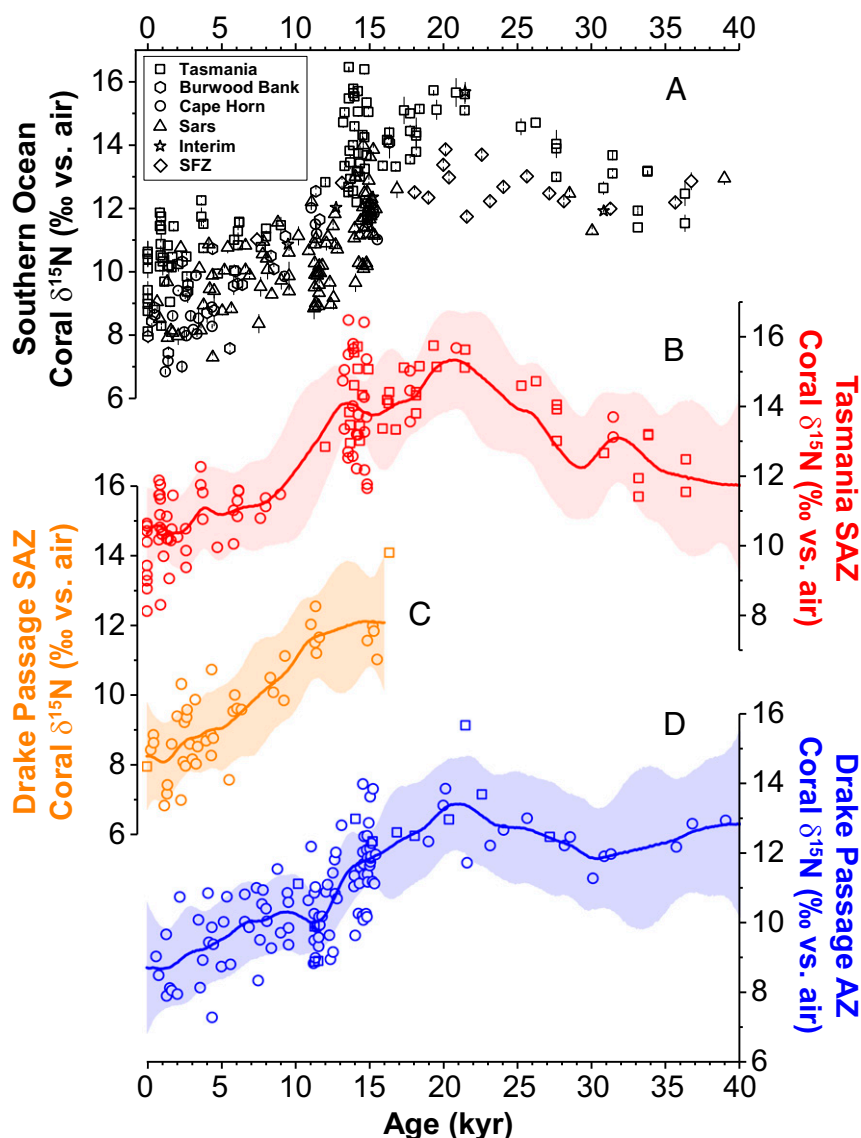 0 5 10 15 20 25 30 35 40
A
Tasmania
Burwood Bank
Cape Horn
Sars
Interim
SFZ
Southern Ocean
Coral δ¹⁵N (‰ vs. air)
16
14
12
10
8
6
B
Tasmania SAZ
Coral δ¹⁵N (‰ vs. air)
16
14
12
10
8
C
Drake Passage SAZ
Coral δ¹⁵N (‰ vs. air)
16
14
12
10
8
6
D
Drake Passage AZ
Coral δ¹⁵N (‰ vs. air)
16
14
12
10
8
6
0 5 10 15 20 25 30 35 40
Age (kyr)